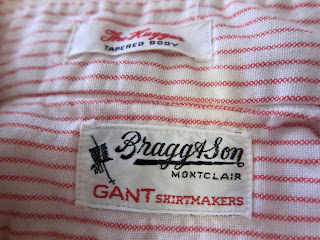 The Hugger
TAPERED BODY
Bragg & Son
MONTCLAIR
GANT SHIRTMAKERS